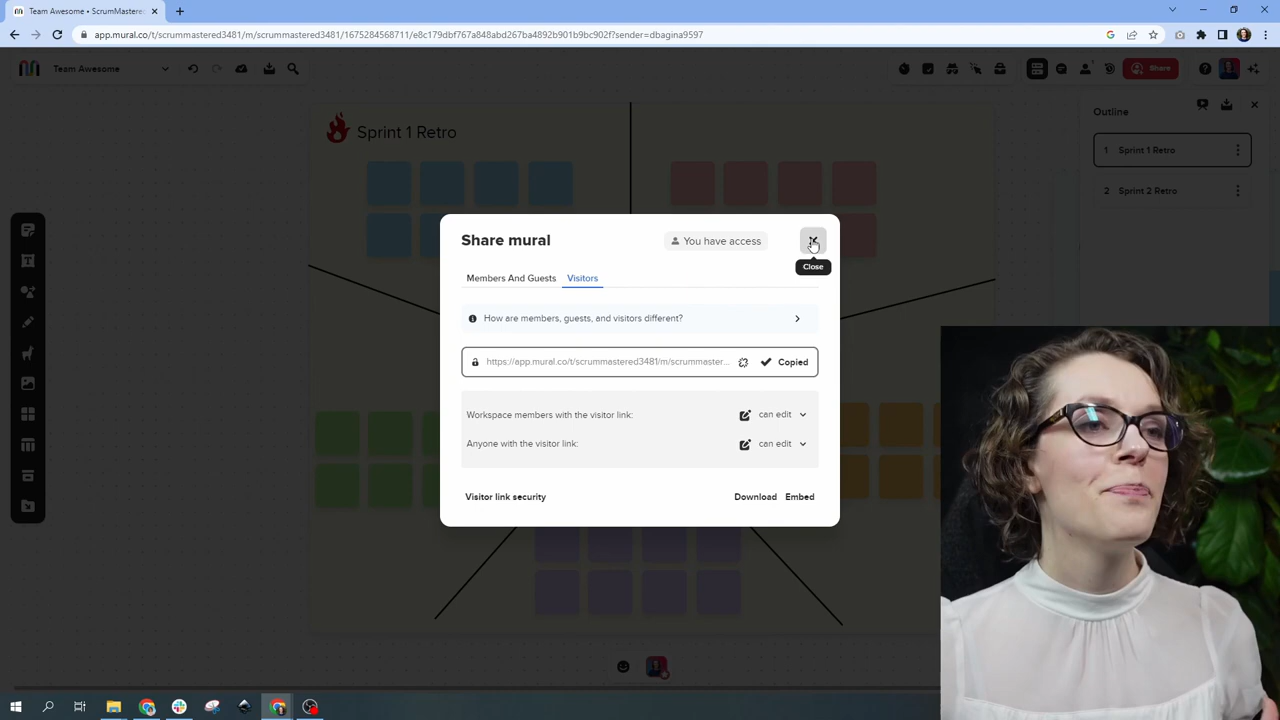 Team Awesome • ScrumMastere
app.mural.co/t/scrummastered3481/m/scrummastered3481/1675284568711/e8c179dbf767a848abd267ba4892b901b9bc902f?sender=dbagina9597
Team Awesome
Share
Sprint 1 Retro
Outline
1 Sprint 1 Retro
2 Sprint 2 Retro
Share mural
You have access
Close
Members And Guests
Visitors
How are members, guests, and visitors different?
https://app.mural.co/t/scrummastered3481/m/scrummaster...
Copied
Workspace members with the visitor link:
can edit
Anyone with the visitor link:
can edit
Visitor link security
Download
Embed